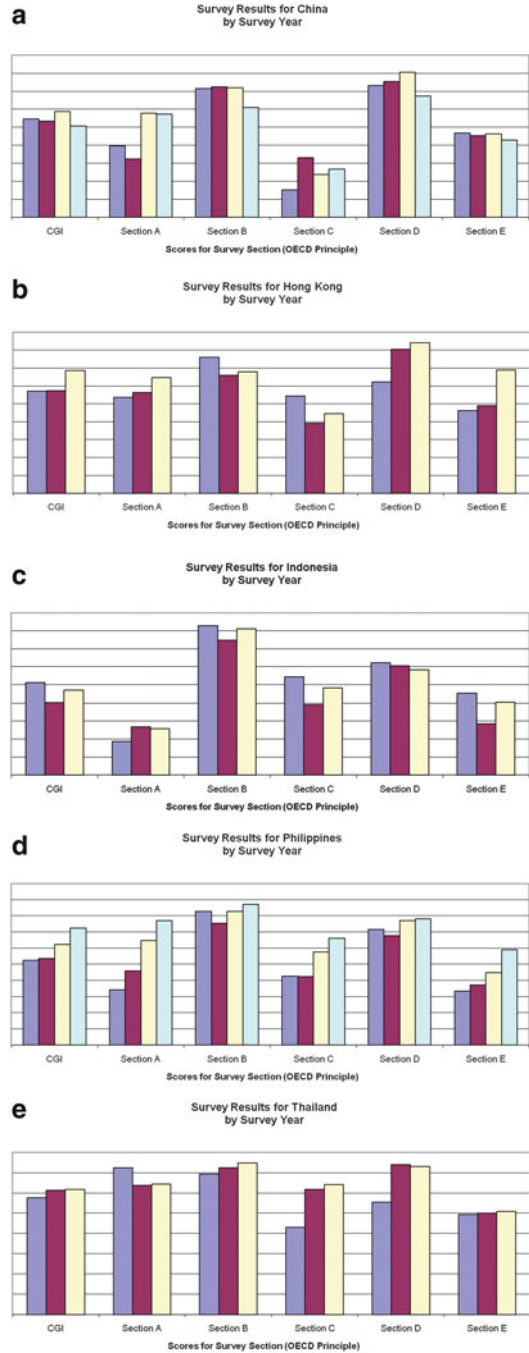 a
Survey Results for China
by Survey Year
CGI Section A Section B Section C Section D Section E
Scores for Survey Section (OECD Principle)
b
Survey Results for Hong Kong
by Survey Year
CGI Section A Section B Section C Section D Section E
Scores for Survey Section (OECD Principle)
c
Survey Results for Indonesia
by Survey Year
CGI Section A Section B Section C Section D Section E
Scores for Survey Section (OECD Principle)
d
Survey Results for Philippines
by Survey Year
CGI Section A Section B Section C Section D Section E
Scores for Survey Section (OECD Principle)
e
Survey Results for Thailand
by Survey Year
CGI Section A Section B Section C Section D Section E
Scores for Survey Section (OECD Principle)